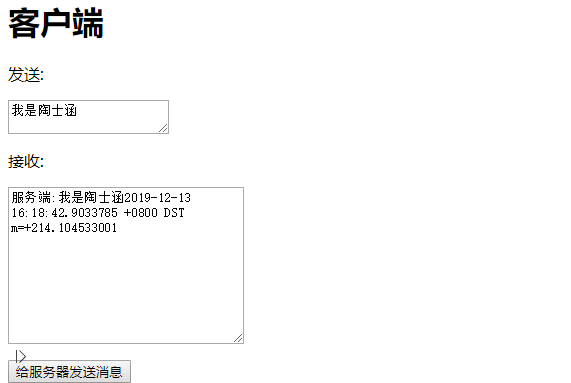 客户端
发送:
我是陶士涵
接收:
服务端:我是陶士涵2019-12-13
16:18:42.9033785 +0800 DST
m=+214.104533001
给服务器发送消息